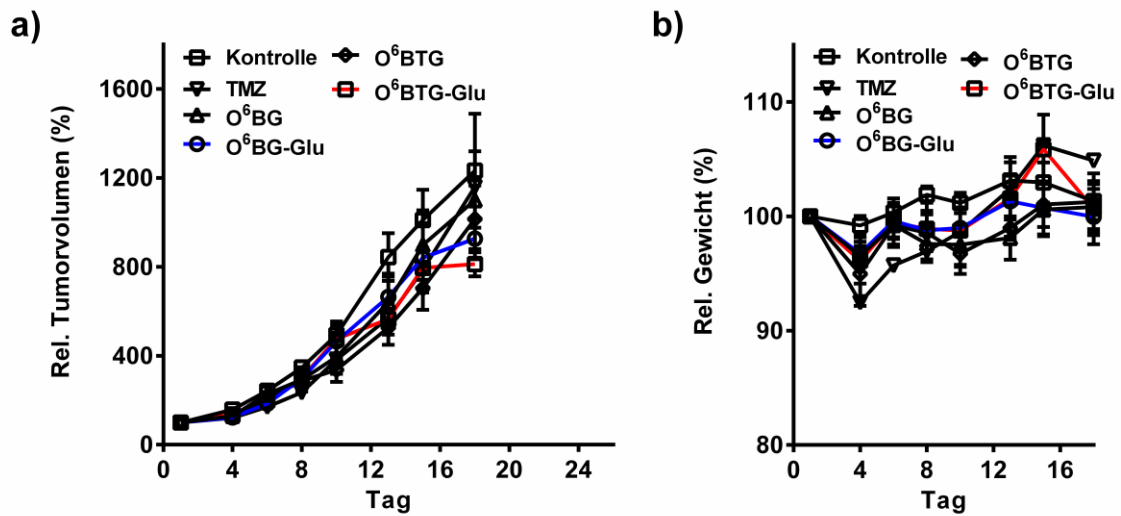 a)
Rel. Tumorvolumen (%)
1600
1200
800
400
0
Kontrolle
TMZ
O⁶BG
O⁶BG-Glu
O⁶BTG
O⁶BTG-Glu
0 4 8 12 16 20 24
Tag
b)
Rel. Gewicht (%)
110
100
90
80
Kontrolle
TMZ
O⁶BG
O⁶BG-Glu
O⁶BTG
O⁶BTG-Glu
0 4 8 12 16
Tag